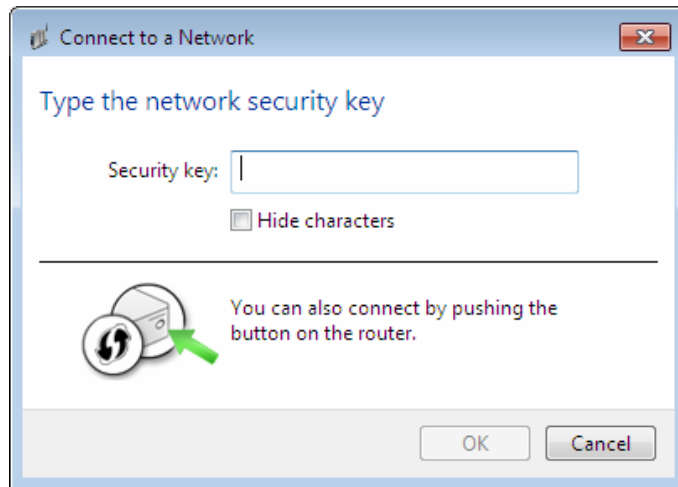 Connect to a Network
Type the network security key
Security key:
Hide characters
You can also connect by pushing the
button on the router.
OK
Cancel